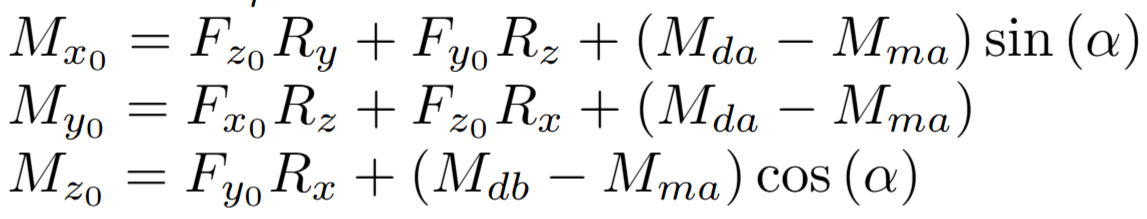 M_{x_0} = F_{z_0} R_y + F_{y_0} R_z + (M_{da} − M_{ma}) sin (α)
M_{y_0} = F_{x_0} R_z + F_{z_0} R_x + (M_{da} − M_{ma})
M_{z_0} = F_{y_0} R_x + (M_{db} − M_{ma}) cos (α)